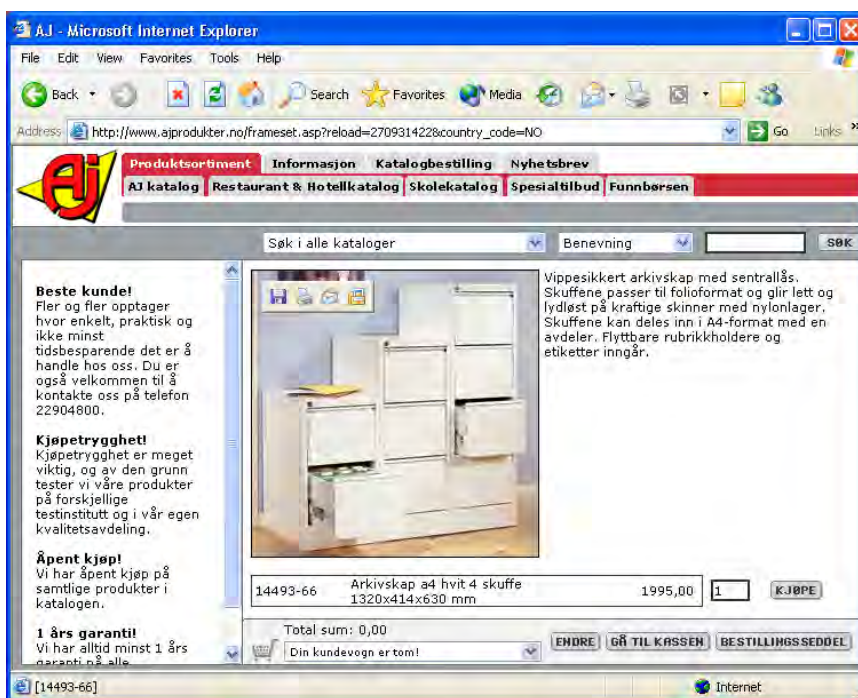 AJ - Microsoft Internet Explorer
File Edit View Favorites Tools Help
Back Search Favorites Media
Address http://www.ajprodukter.no/frameset.asp?reload=270931422&country_code=NO Go Links »
Aj
Produktsortiment Informasjon Katalogbestilling Nyhetsbrev
AJ katalog Restaurant & Hotellkatalog Skolekatalog Spesialtilbud Funnbørsen
Søk i alle kataloger Benevning SØK
Beste kunde!
Fler og fler opptager
hvor enkelt, praktisk og
ikke minst
tidsbesparende det er å
handle hos oss. Du er
også velkommen til å
kontakte oss på telefon
22904800.
Kjøpetrygghet!
Kjøpetrygghet er meget
viktig, og av den grunn
tester vi våre produkter
på forskjellige
testinstitutt og i vår egen
kvalitetsavdeling.
Åpent kjøp!
Vi har åpent kjøp på
samtlige produkter i
katalogen.
1 års garanti!
Vi har alltid minst 1 års
garanti på alle
Vippesikkert arkivskap med sentrallås.
Skuffene passer til folioformat og glir lett og
lydløst på kraftige skinner med nylonlager.
Skuffene kan deles inn i A4-format med en
avdeler. Flyttbare rubrikkholdere og
etiketter inngår.
14493-66 Arkivskap a4 hvit 4 skuffe 1995,00 1 KJØPE
1320x414x630 mm
Total sum: 0,00
Din kundevogn er tom! ENDRE GÅ TIL KASSEN BESTILLINGSSEDDEL
[14493-66] Internet